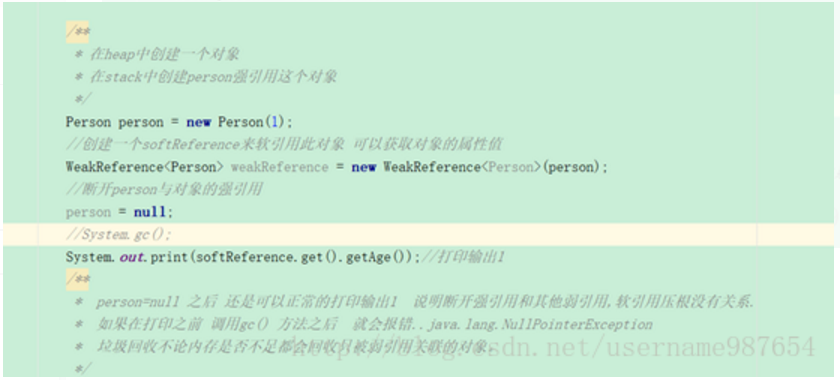 /**
* 在heap中创建一个对象
* 在stack中创建person强引用这个对象
*/
Person person = new Person(1);
//创建一个softReference来软引用此对象 可以获取对象的属性值
WeakReference<Person> weakReference = new WeakReference<Person>(person);
//断开person与对象的强引用
person = null;
//System.gc();
System.out.print(softReference.get().getAge());//打印输出1
/**
* person=null 之后 还是可以正常的打印输出1 说明断开强引用和其他弱引用,软引用压根没有关系.
* 如果在打印之前 调用gc() 方法之后 就会报错..java.lang.NullPointerException
* 垃圾回收不论内存是否不足都会回收只被弱引用关联的对象。
*/
http://blog.csdn.net/username987654